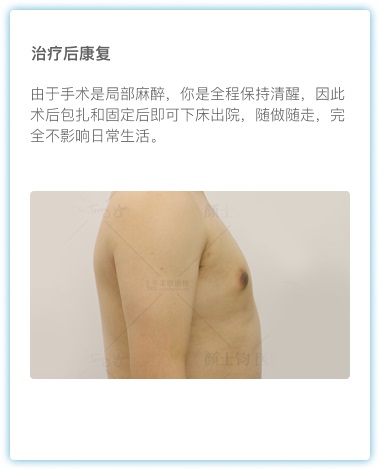 治疗后康复
由于手术是局部麻醉，你是全程保持清醒，因此
术后包扎和固定后即可下床出院，随做随走，完
全不影响日常生活。